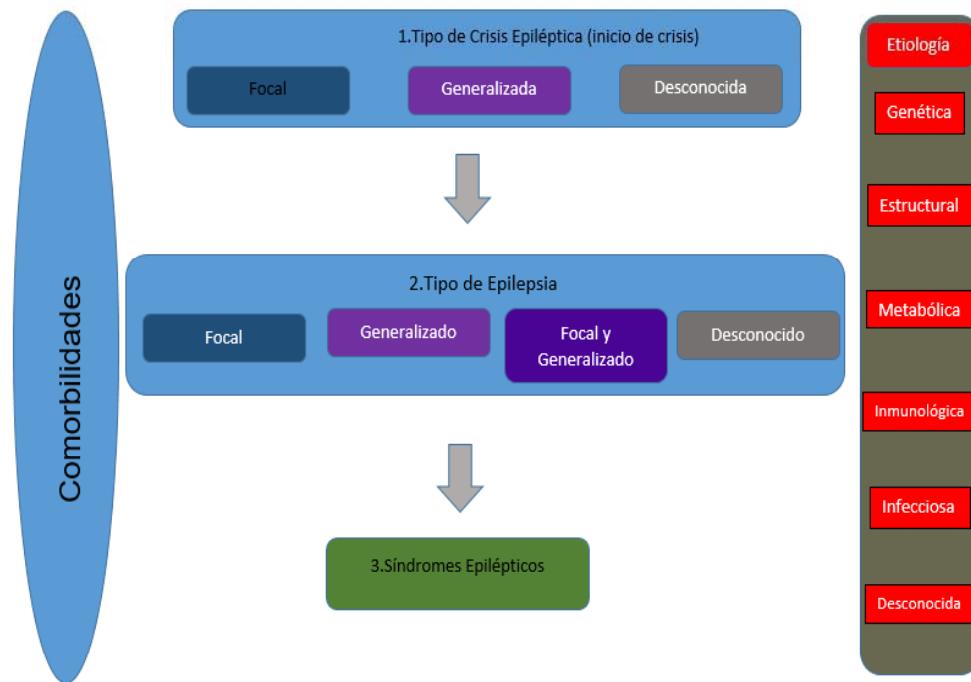 Comorbilidades
1.Tipo de Crisis Epiléptica (inicio de crisis)
Focal
Generalizada
Desconocida
2.Tipo de Epilepsia
Focal
Generalizado
Focal y
Generalizado
Desconocido
3.Síndromes Epilépticos
Etiología
Genética
Estructural
Metabólica
Inmunológica
Infecciosa
Desconocida